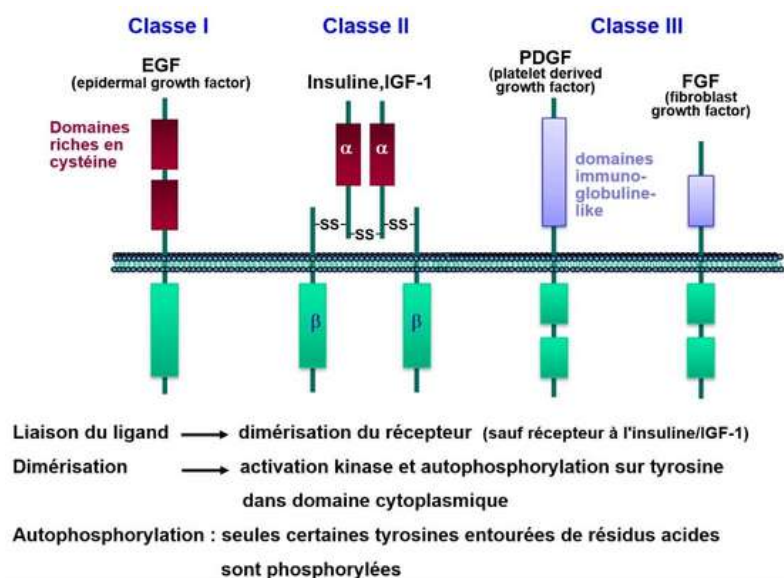 Classe I
Classe II
Classe III
EGF
(epidermal growth factor)
Insuline,IGF-1
PDGF
(platelet derived
growth factor)
FGF
(fibroblast
growth factor)
Domaines
riches en
cystéine
α
α
domaines
immuno-
globuline-
like
SS
SS
SS
β
β
Liaison du ligand → dimérisation du récepteur (sauf récepteur à l'insuline/IGF-1)
Dimérisation → activation kinase et autophosphorylation sur tyrosine
dans domaine cytoplasmique
Autophosphorylation : seules certaines tyrosines entourées de résidus acides
sont phosphorylées